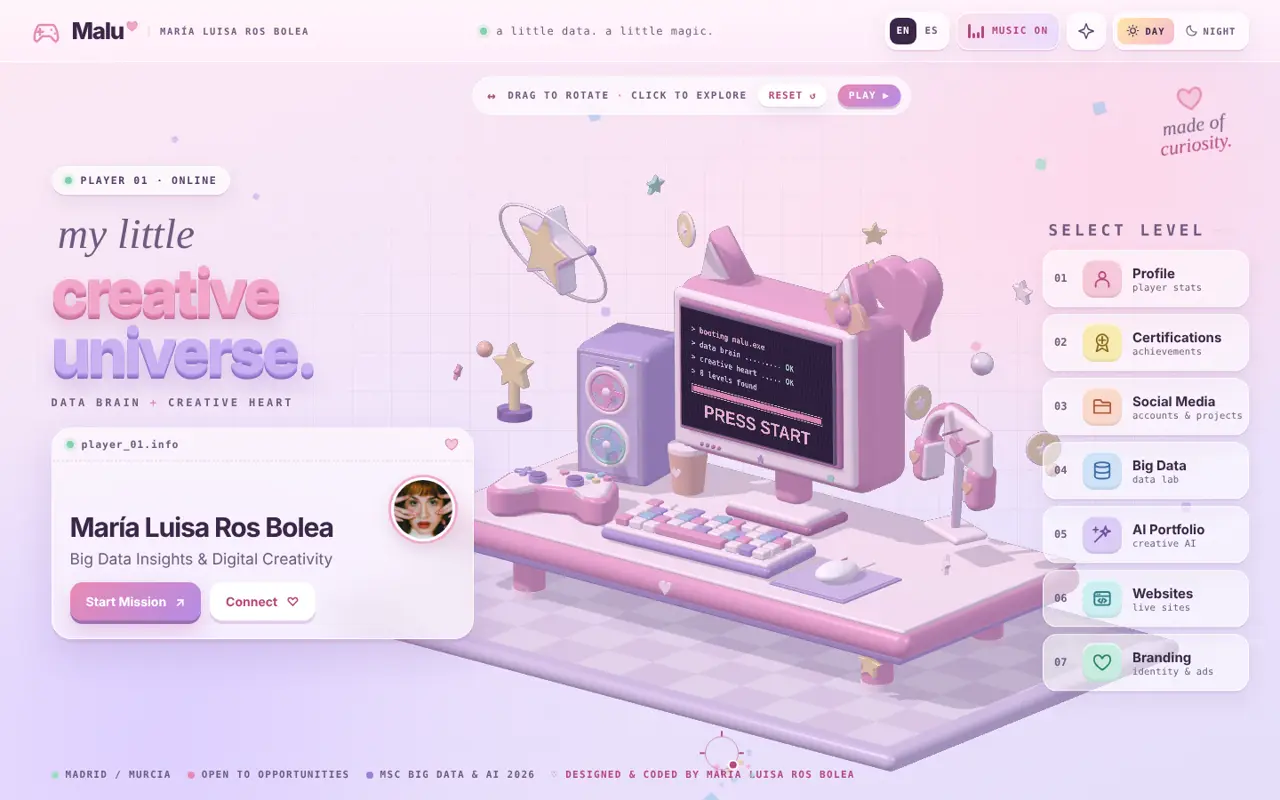 Malu
MARÍA LUISA ROS BOLEA
a little data. a little magic.
EN ES
MUSIC ON
DAY
NIGHT
DRAG TO ROTATE · CLICK TO EXPLORE
RESET ↺
PLAY ▶
made of
curiosity.
PLAYER 01 · ONLINE
my little
creative
universe.
DATA BRAIN + CREATIVE HEART
player_01.info
María Luisa Ros Bolea
Big Data Insights & Digital Creativity
Start Mission ↗
Connect ♡
> booting malu.exe
> data brain ......... OK
> creative heart ..... OK
> 8 levels found
PRESS START
SELECT LEVEL
01 Profile
player stats
02 Certifications
achievements
03 Social Media
accounts & projects
04 Big Data
data lab
05 AI Portfolio
creative AI
06 Websites
live sites
07 Branding
identity & ads
MADRID / MURCIA
OPEN TO OPPORTUNITIES
MSC BIG DATA & AI 2026
♡ DESIGNED & CODED BY MARÍA LUISA ROS BOLEA